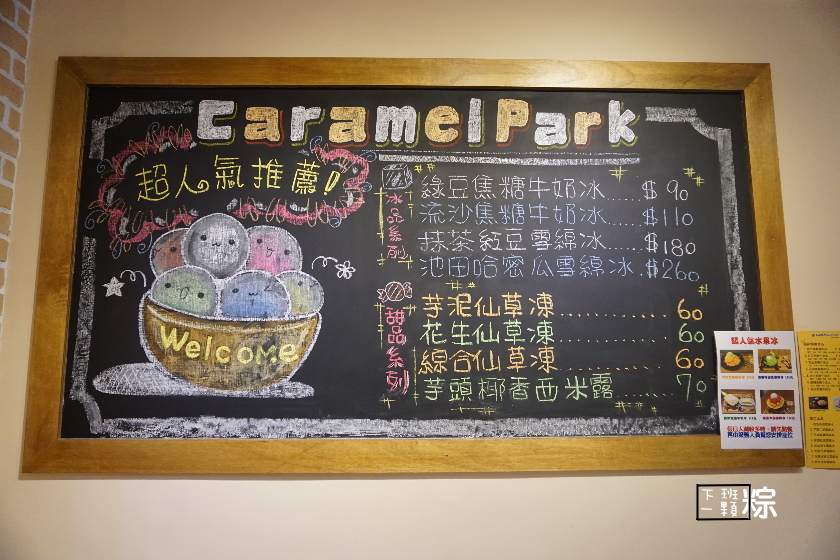 Caramel Park
超人氣推薦!
Welcome
冰品系列
綠豆焦糖牛奶冰.....$90
流沙焦糖牛奶冰.....$110
抹茶紅豆雪綿冰....$180
池田哈密瓜雪綿冰.$260
甜品系列
芋泥仙草凍............60
花生仙草凍............60
綜合仙草凍............60
芋頭椰香西米露......70
超人氣水果冰
下班
一顆粽